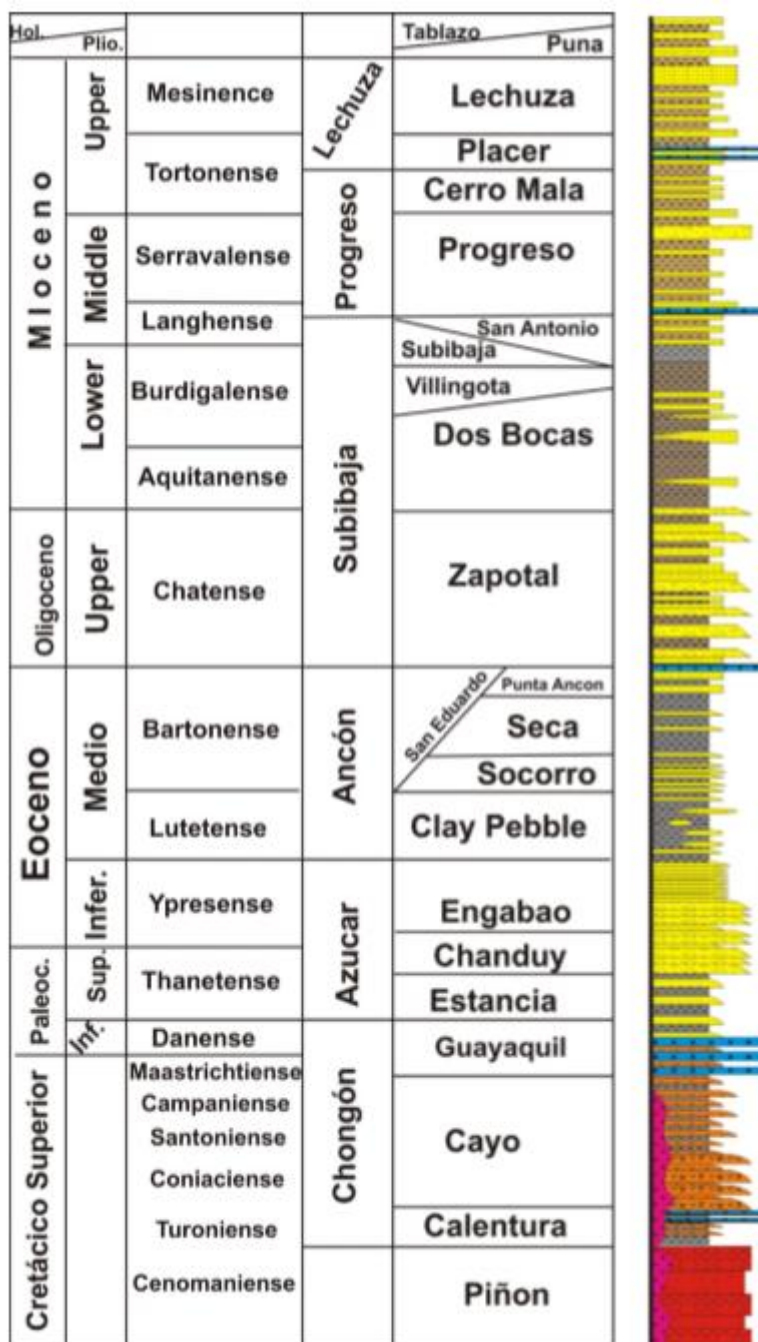 Hol.
Plio.
Tablazo
Puna
Mioceno
Upper
Mesinence
Lechuza
Lechuza
Tortonense
Placer
Cerro Mala
Middle
Serravalense
Progreso
Progreso
Langhense
San Antonio
Subibaja
Lower
Burdigalense
Subibaja
Villingota
Dos Bocas
Aquitanense
Oligoceno
Upper
Chatense
Zapotal
Eoceno
Medio
Bartonense
Ancón
San Eduardo
Punta Ancon
Seca
Socorro
Lutetense
Clay Pebble
Infer.
Ypresense
Azucar
Engabao
Chanduy
Paleoc.
Sup.
Thanetense
Estancia
Inf.
Danense
Chongón
Guayaquil
Cretácico Superior
Maastrichtiense
Campaniense
Santoniense
Cayo
Coniaciense
Turoniense
Calentura
Cenomaniense
Piñon